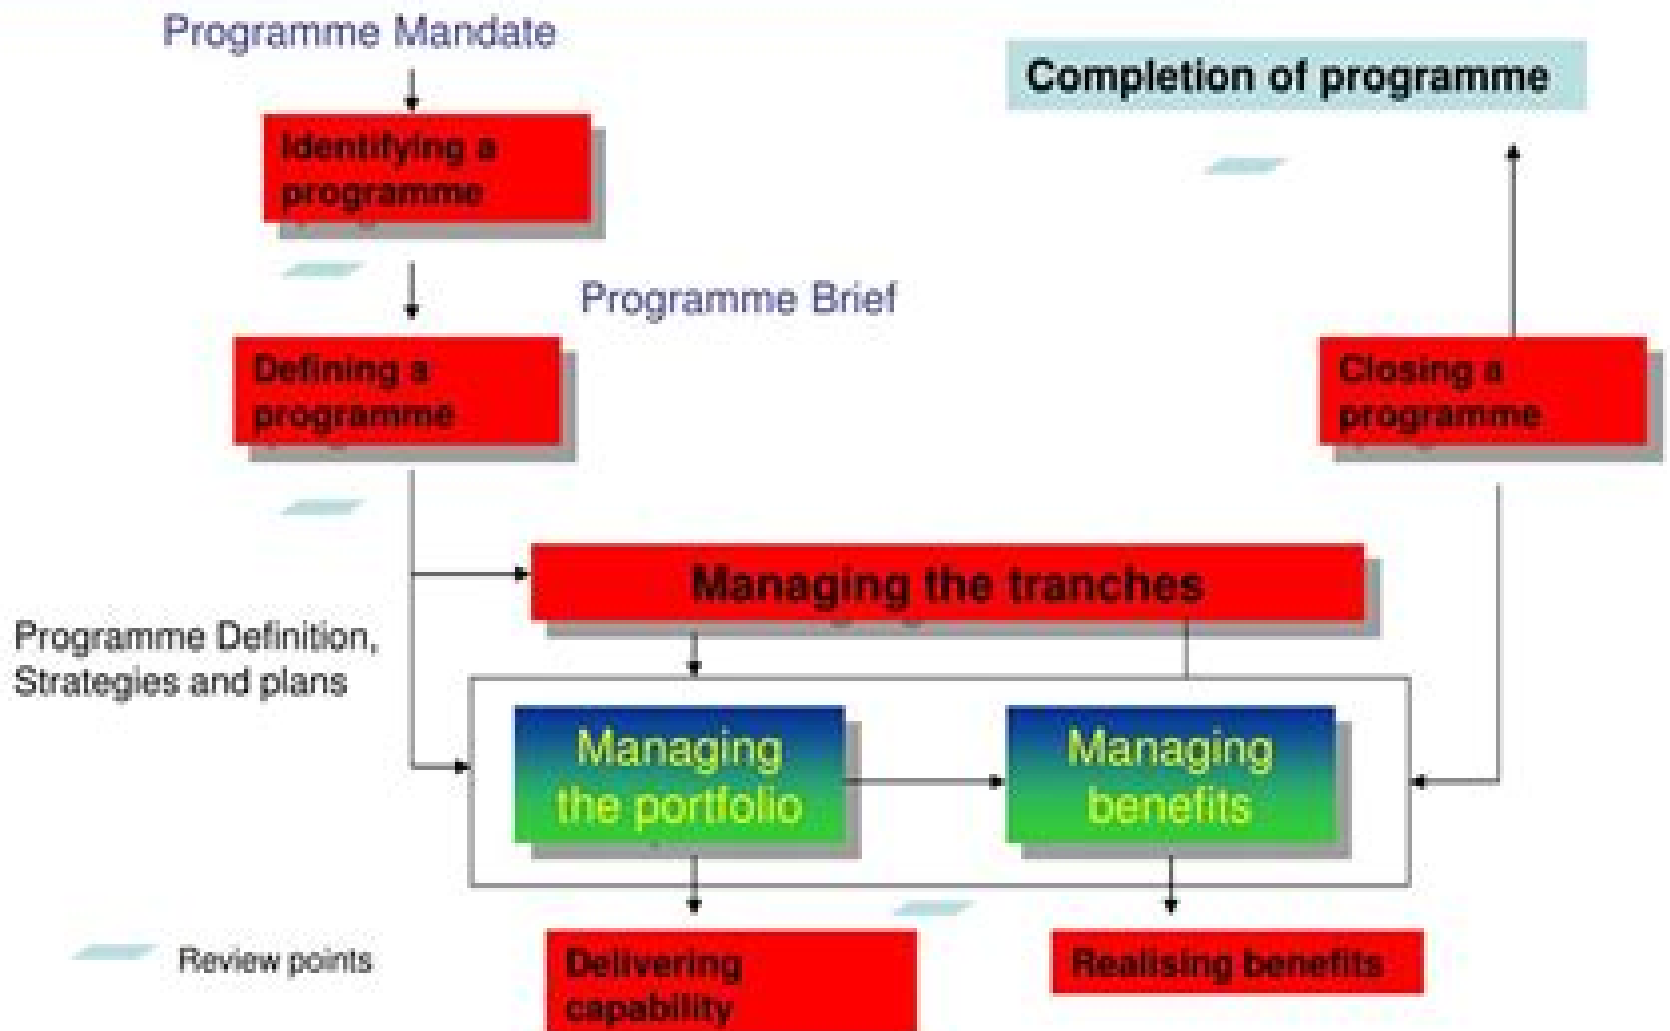 Programme Mandate
Completion of programme
Identifying a
programme
Programme Brief
Defining a
programme
Closing a
programme
Managing the tranches
Programme Definition,
Strategies and plans
Managing
the portfolio
Managing
benefits
Review points
Delivering
capability
Realising benefits